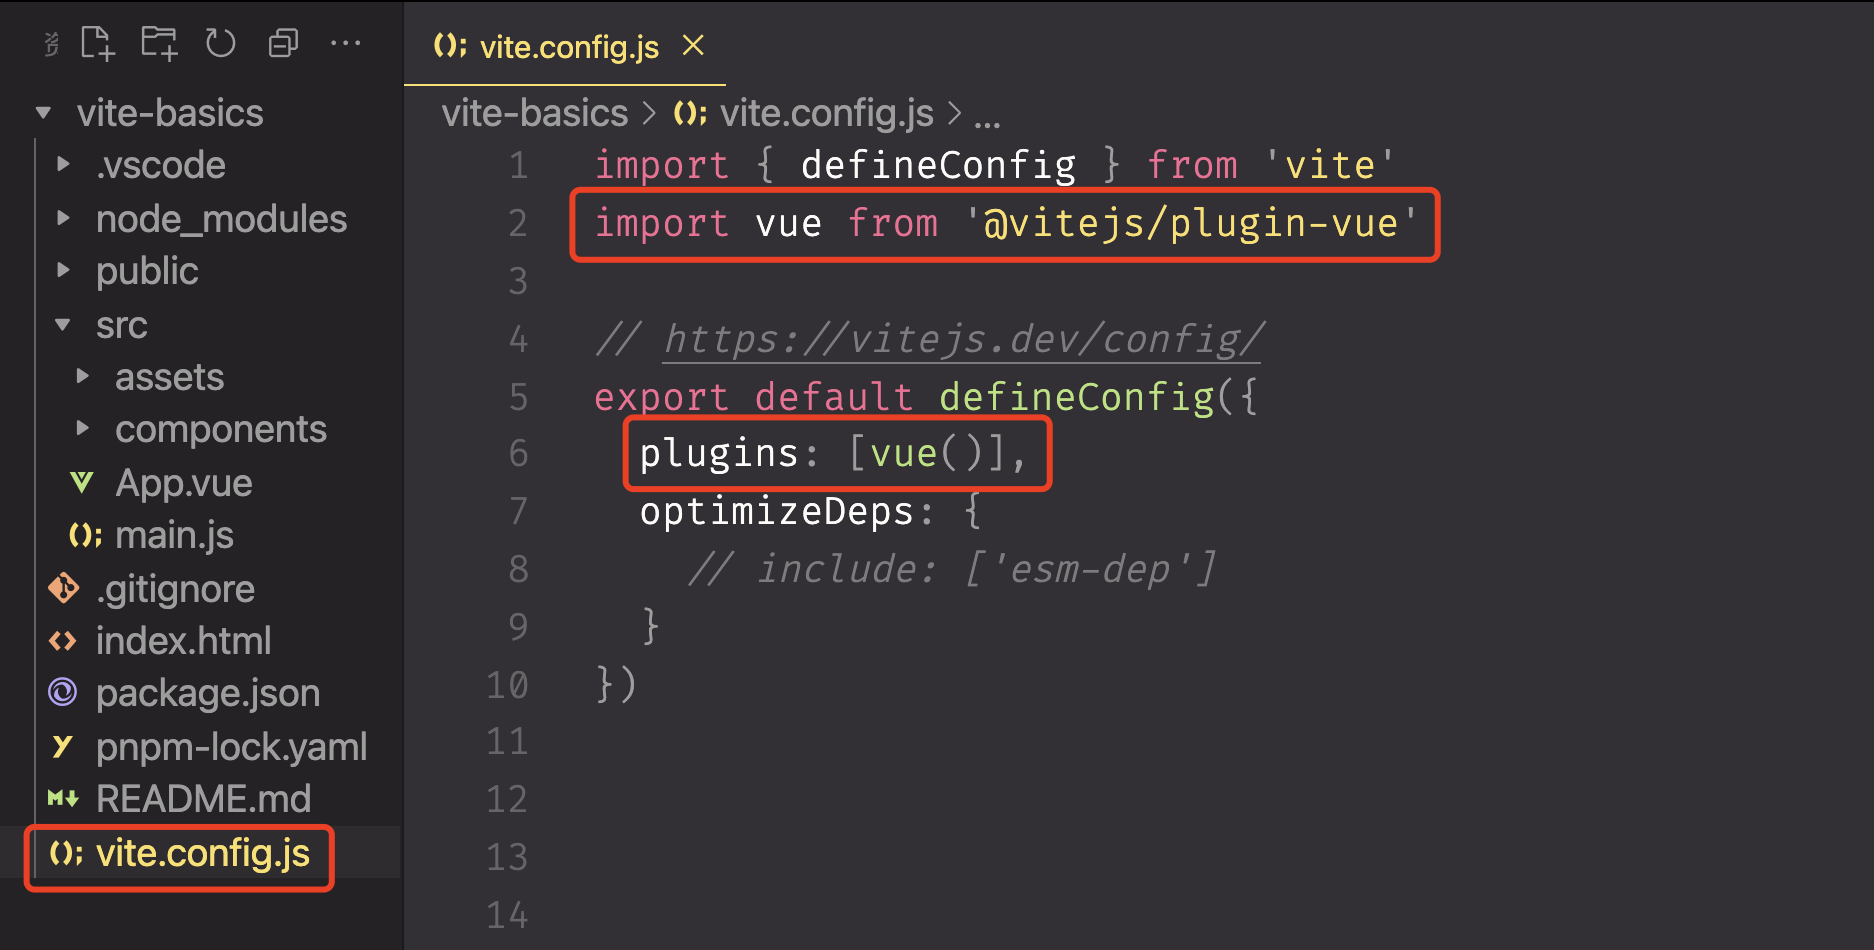 vite-basics
.vscode
node_modules
public
src
assets
components
App.vue
main.js
.gitignore
index.html
package.json
pnpm-lock.yaml
README.md
vite.config.js
vite.config.js
vite-basics > vite.config.js > ...
1 import { defineConfig } from 'vite'
2 import vue from '@vitejs/plugin-vue'
3
4 // https://vitejs.dev/config/
5 export default defineConfig({
6 plugins: [vue()],
7 optimizeDeps: {
8 // include: ['esm-dep']
9 }
10 })
11
12
13
14